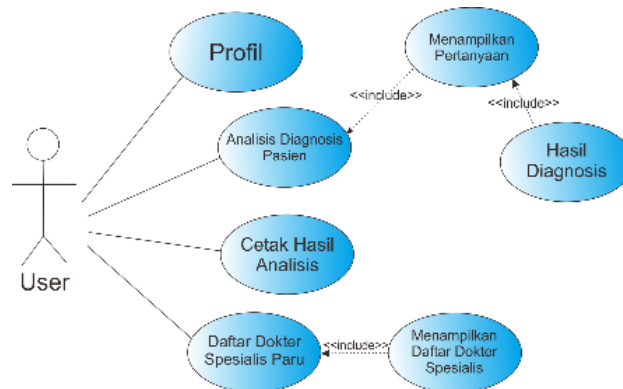 Profil
Menampilkan
Pertanyaan
<<include>>
<<include>>
Analisis Diagnosis
Pasien
Hasil
Diagnosis
Cetak Hasil
Analisis
User
Daftar Dokter
Spesialis Paru
<<include>>
Menampilkan
Daftar Dokter
Spesialis